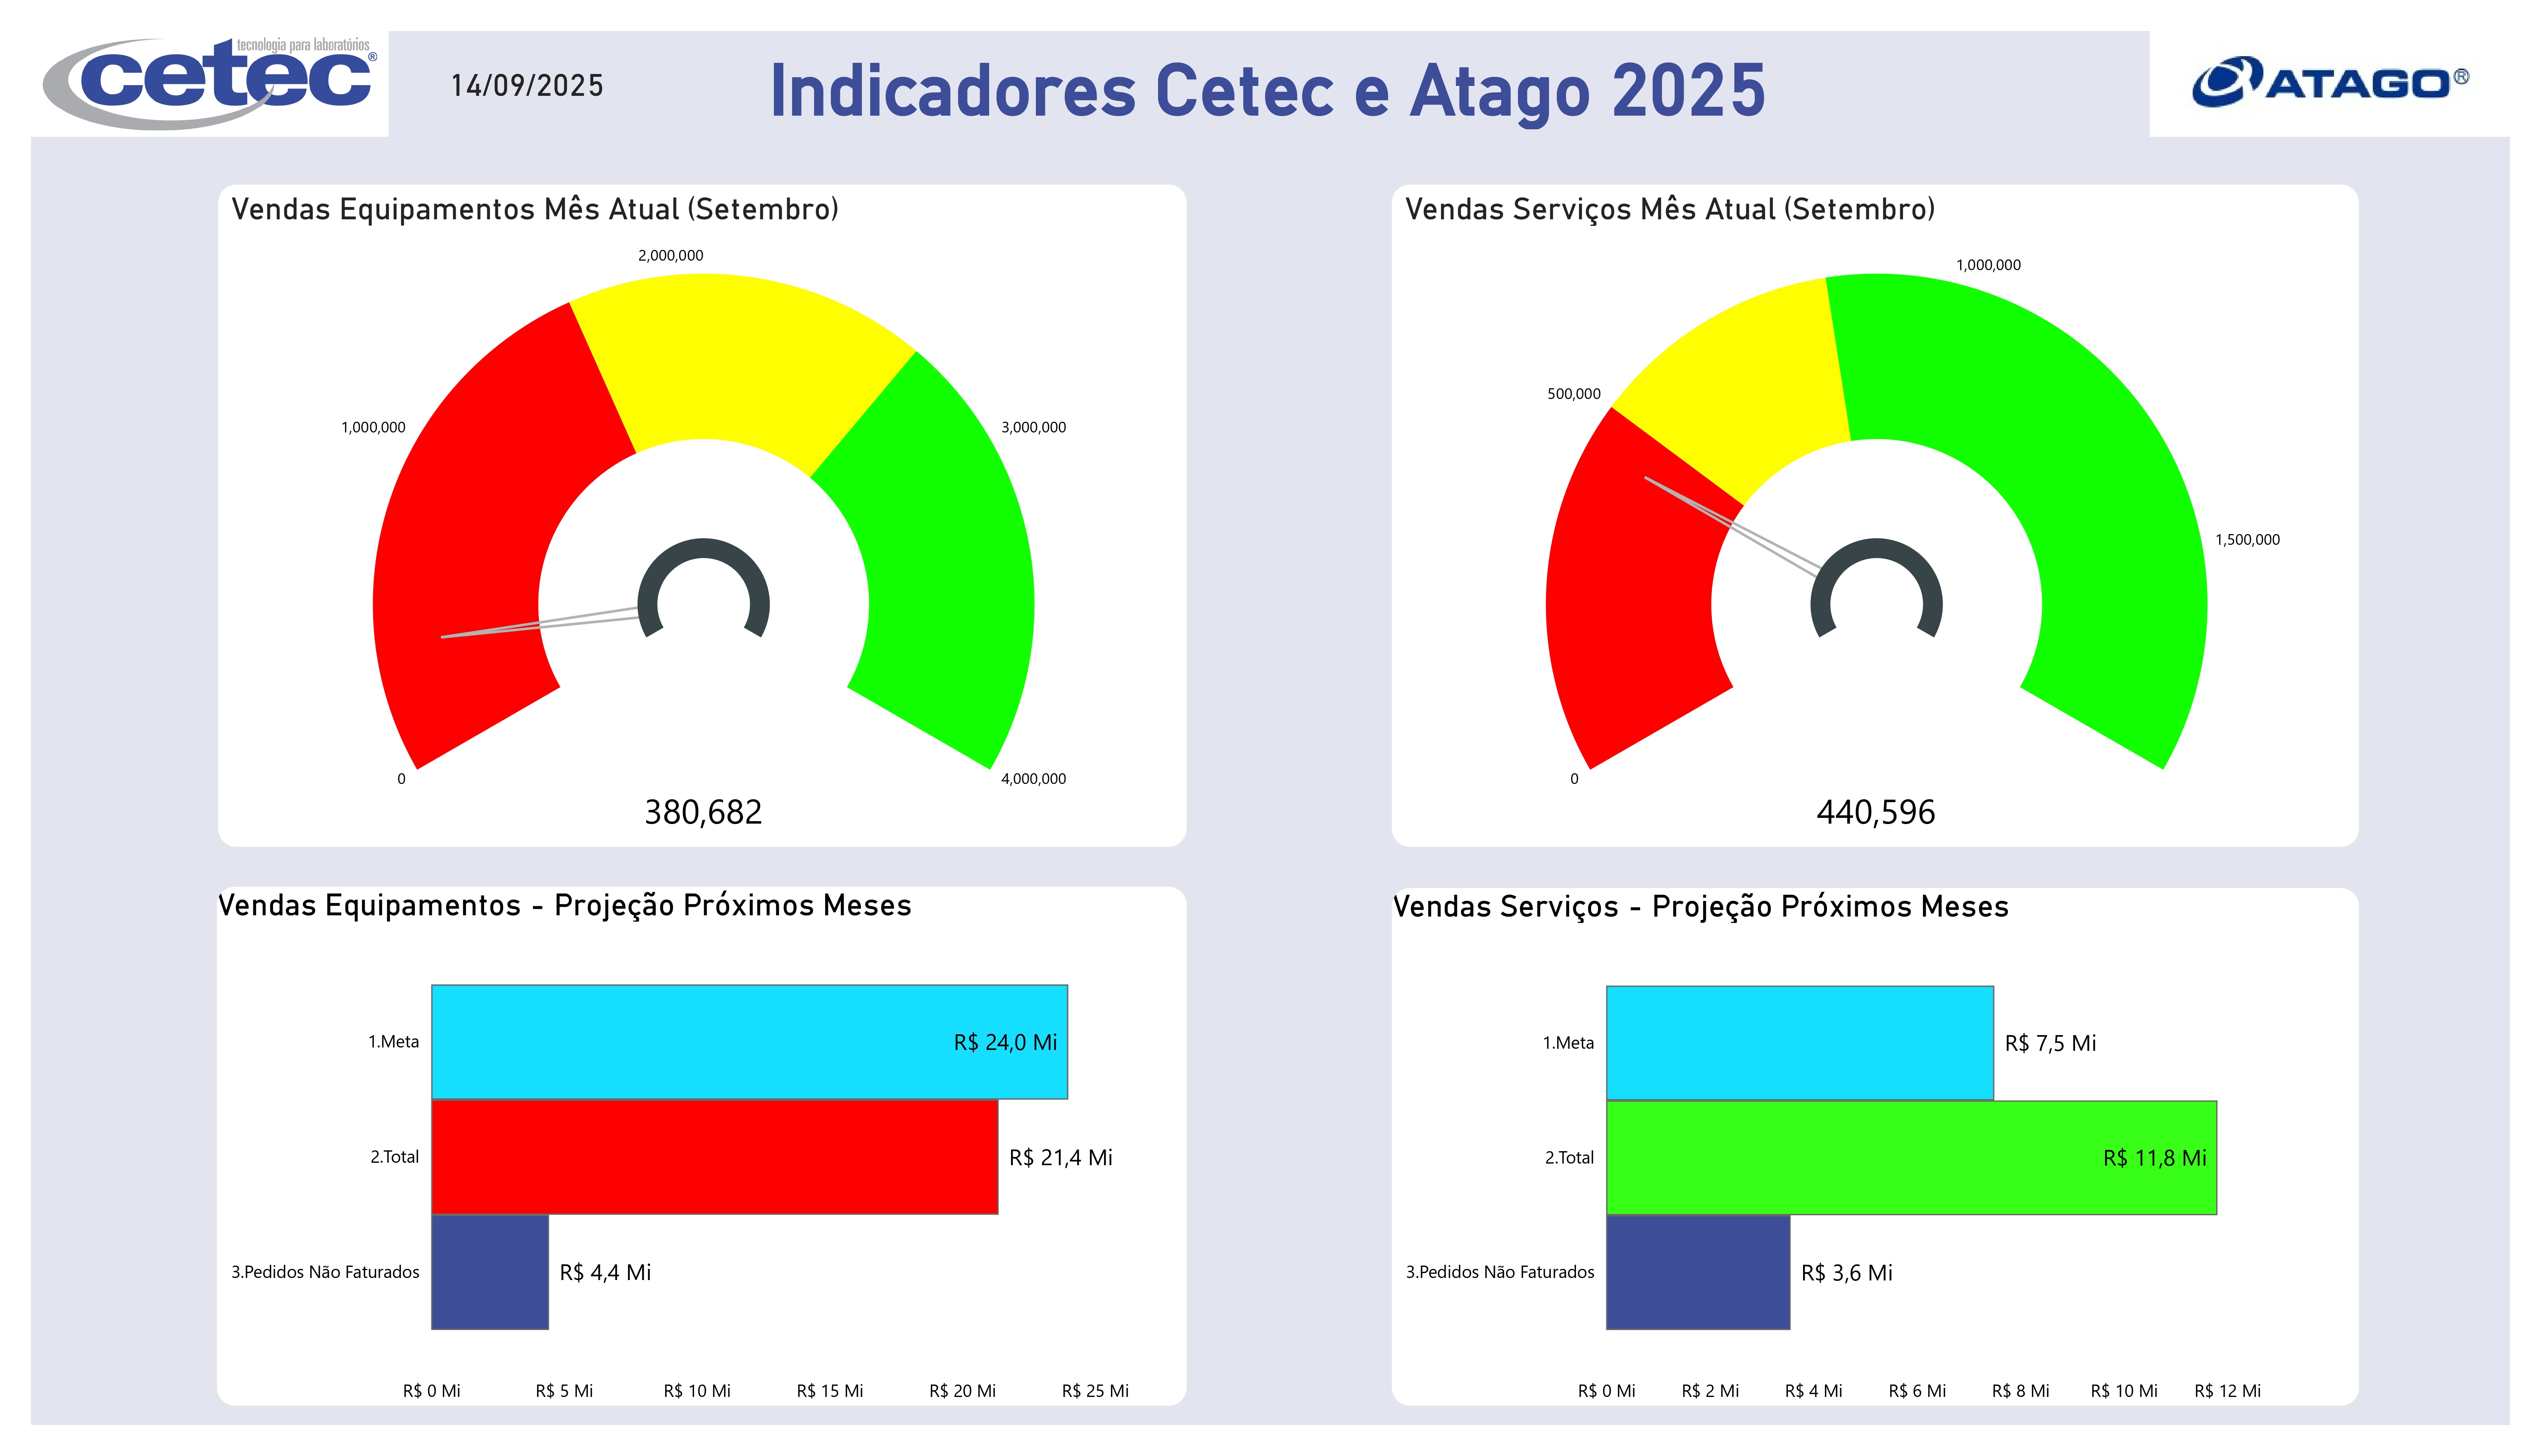 tecnologia para laboratórios
cetec®
14/09/2025
Indicadores Cetec e Atago 2025
ATAGO®
Vendas Equipamentos Mês Atual (Setembro)
2,000,000
1,000,000
3,000,000
0
4,000,000
380,682
Vendas Serviços Mês Atual (Setembro)
1,000,000
500,000
1,500,000
0
440,596
Vendas Equipamentos - Projeção Próximos Meses
1.Meta
R$ 24,0 Mi
2.Total
R$ 21,4 Mi
3.Pedidos Não Faturados
R$ 4,4 Mi
R$ 0 Mi R$ 5 Mi R$ 10 Mi R$ 15 Mi R$ 20 Mi R$ 25 Mi
Vendas Serviços - Projeção Próximos Meses
1.Meta
R$ 7,5 Mi
2.Total
R$ 11,8 Mi
3.Pedidos Não Faturados
R$ 3,6 Mi
R$ 0 Mi R$ 2 Mi R$ 4 Mi R$ 6 Mi R$ 8 Mi R$ 10 Mi R$ 12 Mi